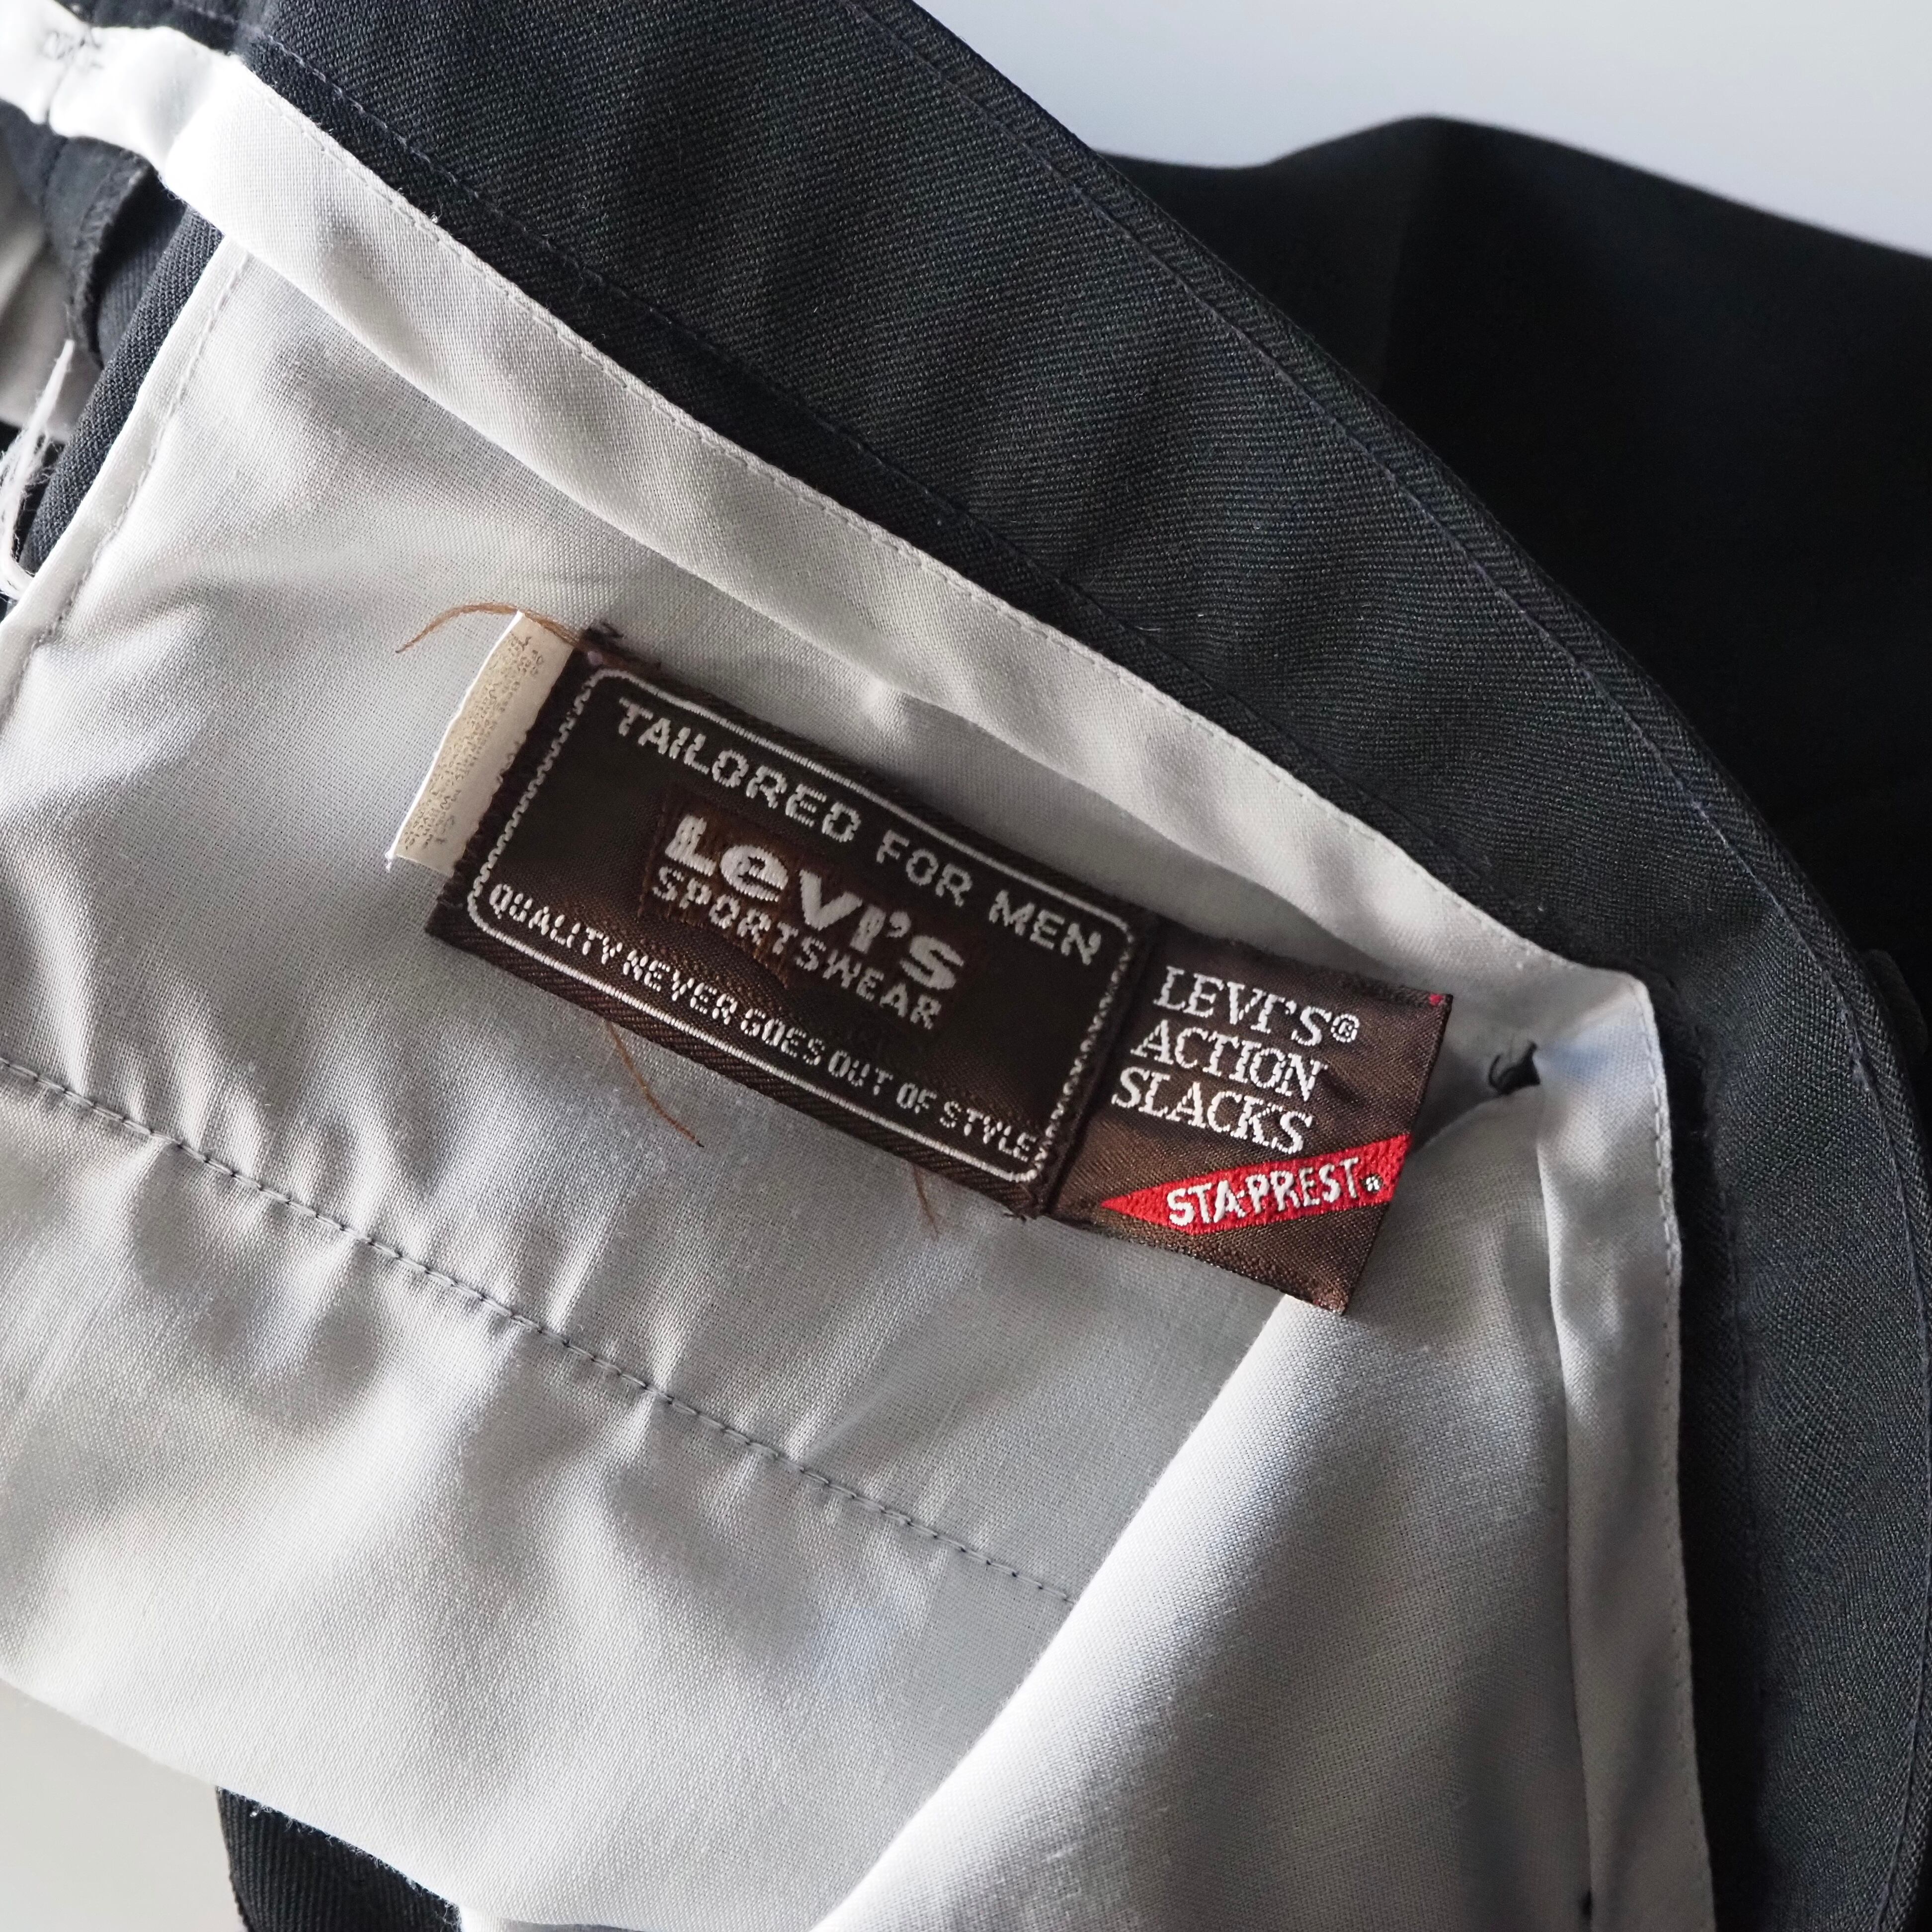 TAILORED FOR MEN
Levi's
SPORTSWEAR
QUALITY NEVER GOES OUT OF STYLE
LEVI'S®
ACTION
SLACKS
STA-PREST®